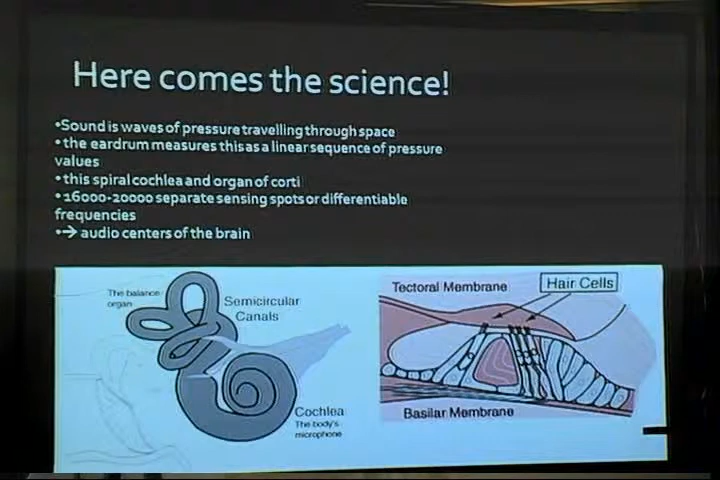 Here comes the science!
•Sound is waves of pressure travelling through space
•the eardrum measures this as a linear sequence of pressure
values
•this spiral cochlea and organ of corti
•16000-20000 separate sensing spots or differentiable
frequencies
•→ audio centers of the brain
The balance
organ
Semicircular
Canals
Cochlea
The body's
microphone
Tectoral Membrane
Hair Cells
Basilar Membrane